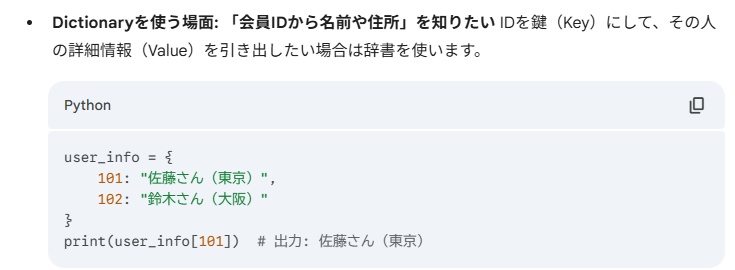 • Dictionaryを使う場面: 「会員IDから名前や住所」を知りたい IDを鍵（Key）にして、その人
の詳細情報（Value）を引き出したい場合は辞書を使います。
Python
user_info = {
    101: "佐藤さん（東京）",
    102: "鈴木さん（大阪）"
}
print(user_info[101])  # 出力: 佐藤さん（東京）